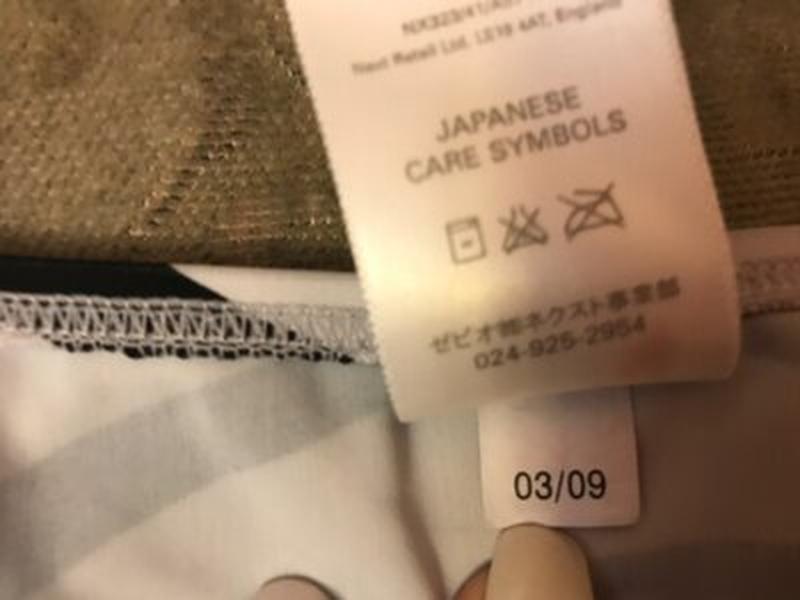 Next Retail Ltd. LE19 4AT, England
JAPANESE
CARE SYMBOLS
ゼビオ㈱ネクスト事業部
024-925-2954
03/09